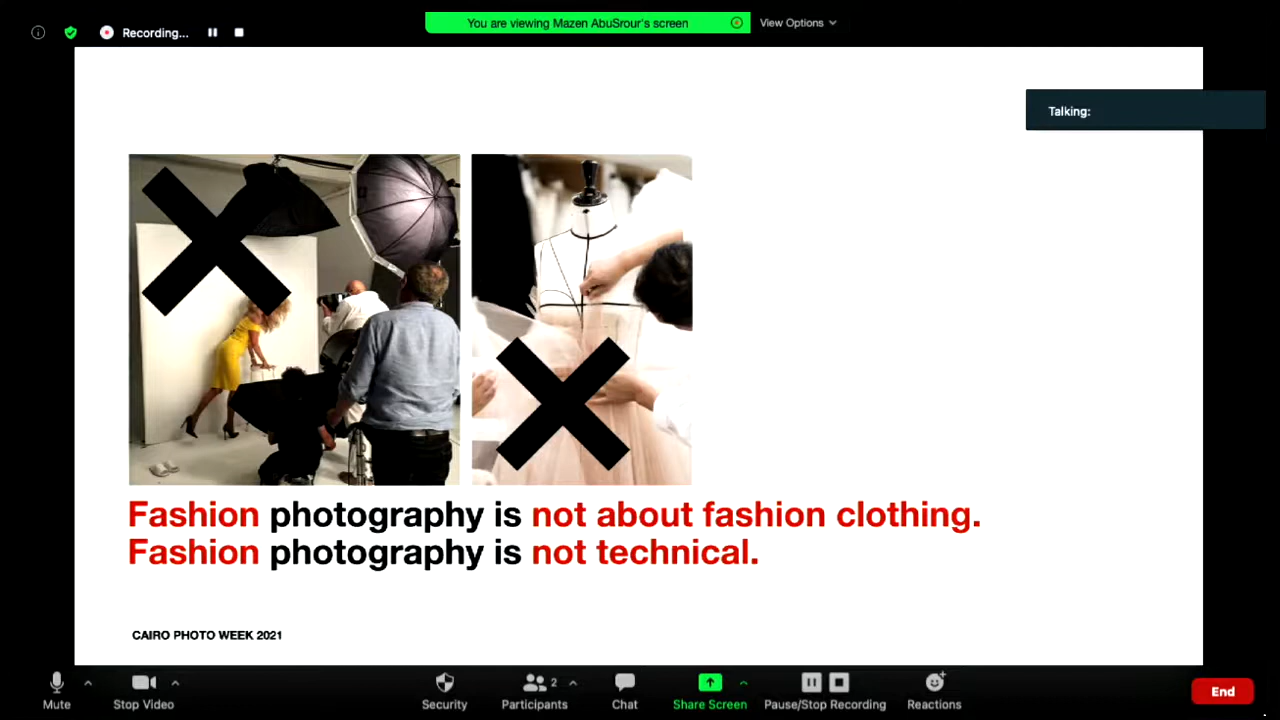 You are viewing Mazen AbuSrour's screen
View Options
Recording...
Talking:
Fashion photography is not about fashion clothing.
Fashion photography is not technical.
CAIRO PHOTO WEEK 2021
Mute
Stop Video
Security
2
Participants
Chat
Share Screen
Pause/Stop Recording
Reactions
End